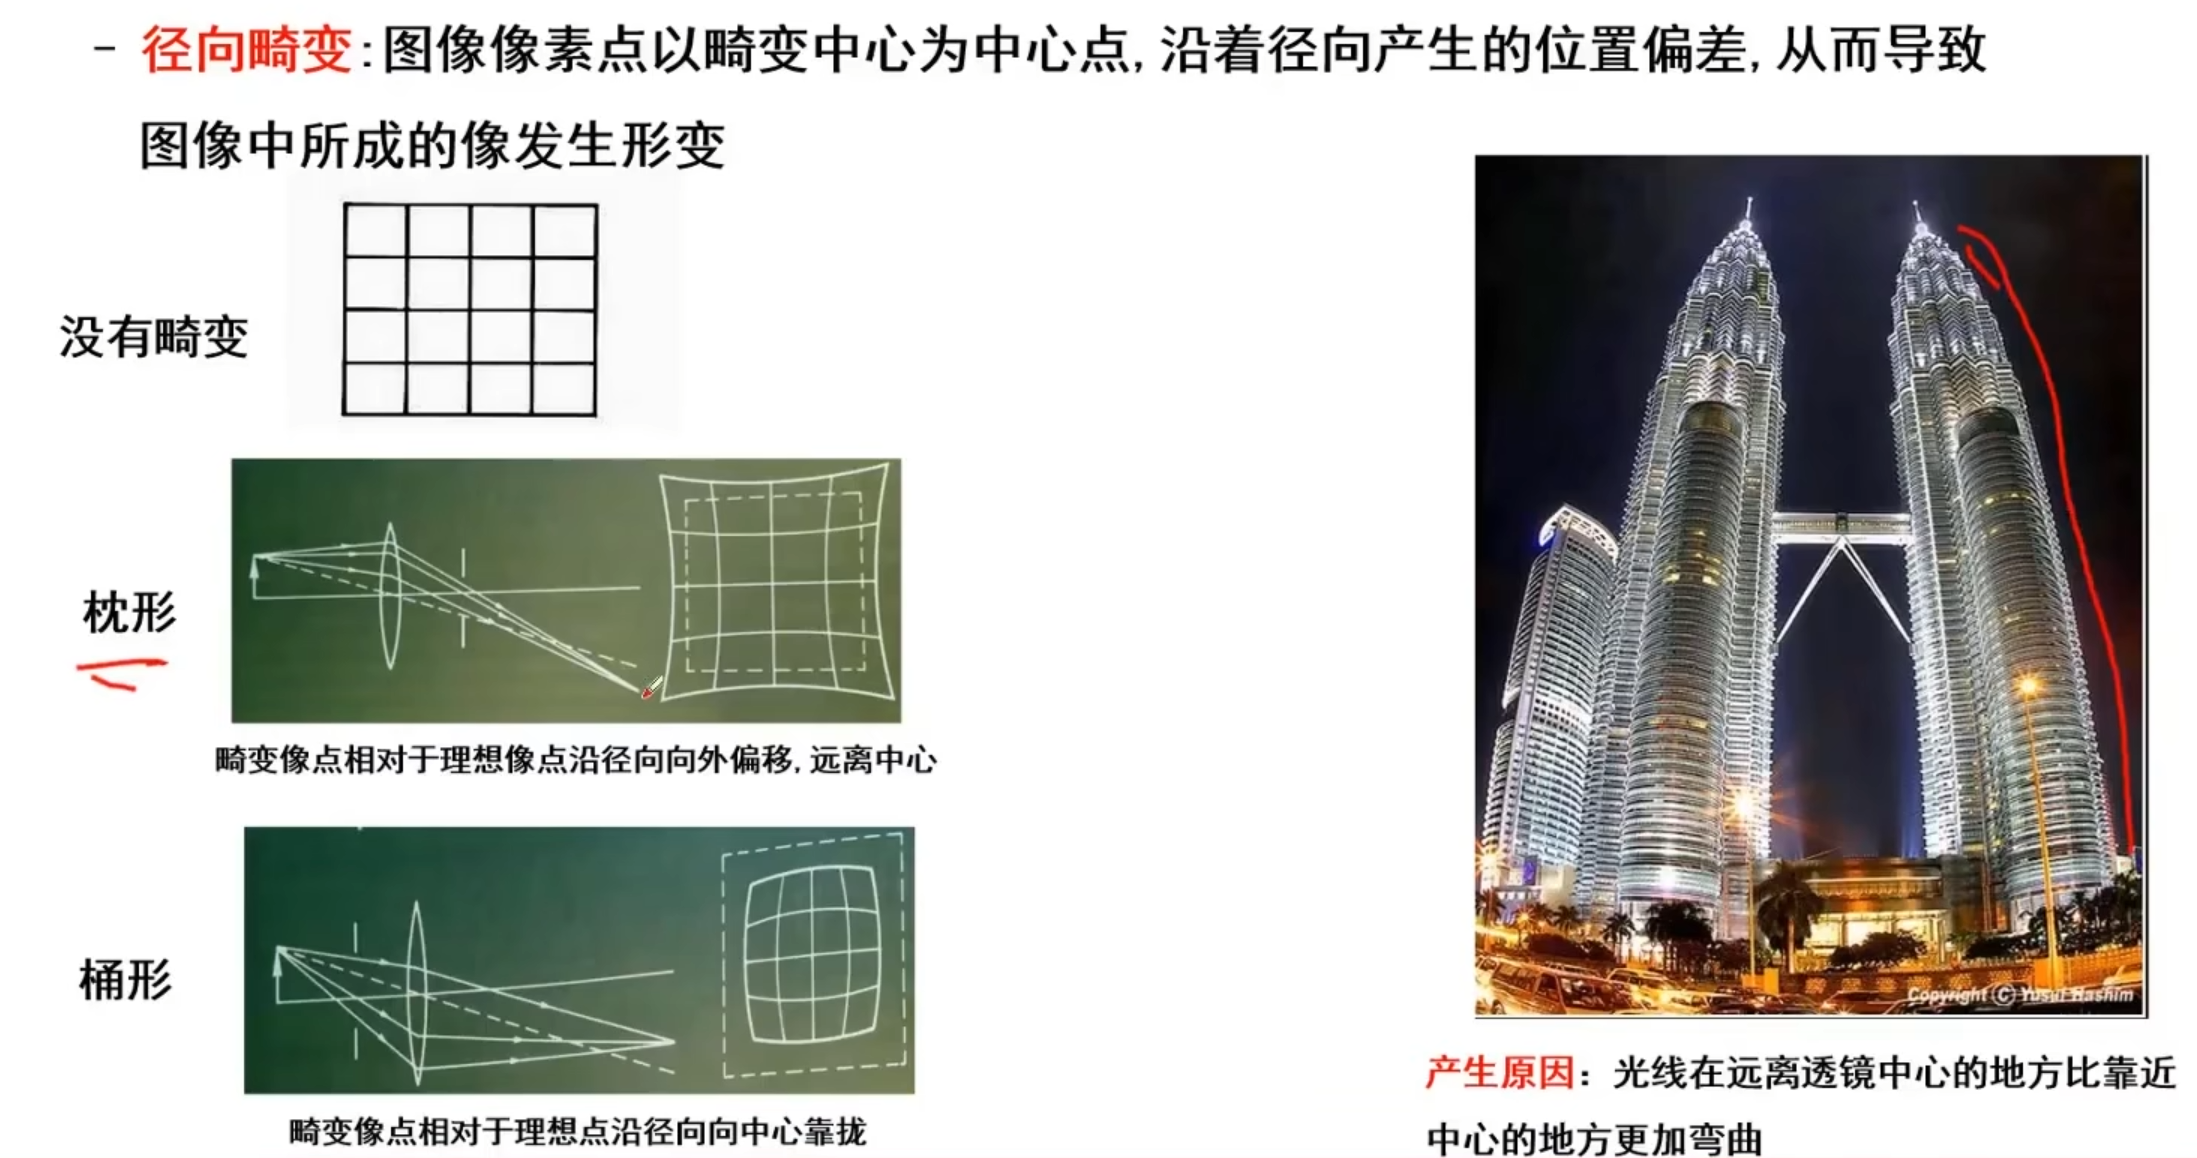 - 径向畸变:图像像素点以畸变中心为中心点,沿着径向产生的位置偏差,从而导致
图像中所成的像发生形变
没有畸变
枕形
畸变像点相对于理想像点沿径向向外偏移,远离中心
桶形
畸变像点相对于理想点沿径向向中心靠拢
Copyright © Yusuf Hashim
产生原因：光线在远离透镜中心的地方比靠近
中心的地方更加弯曲